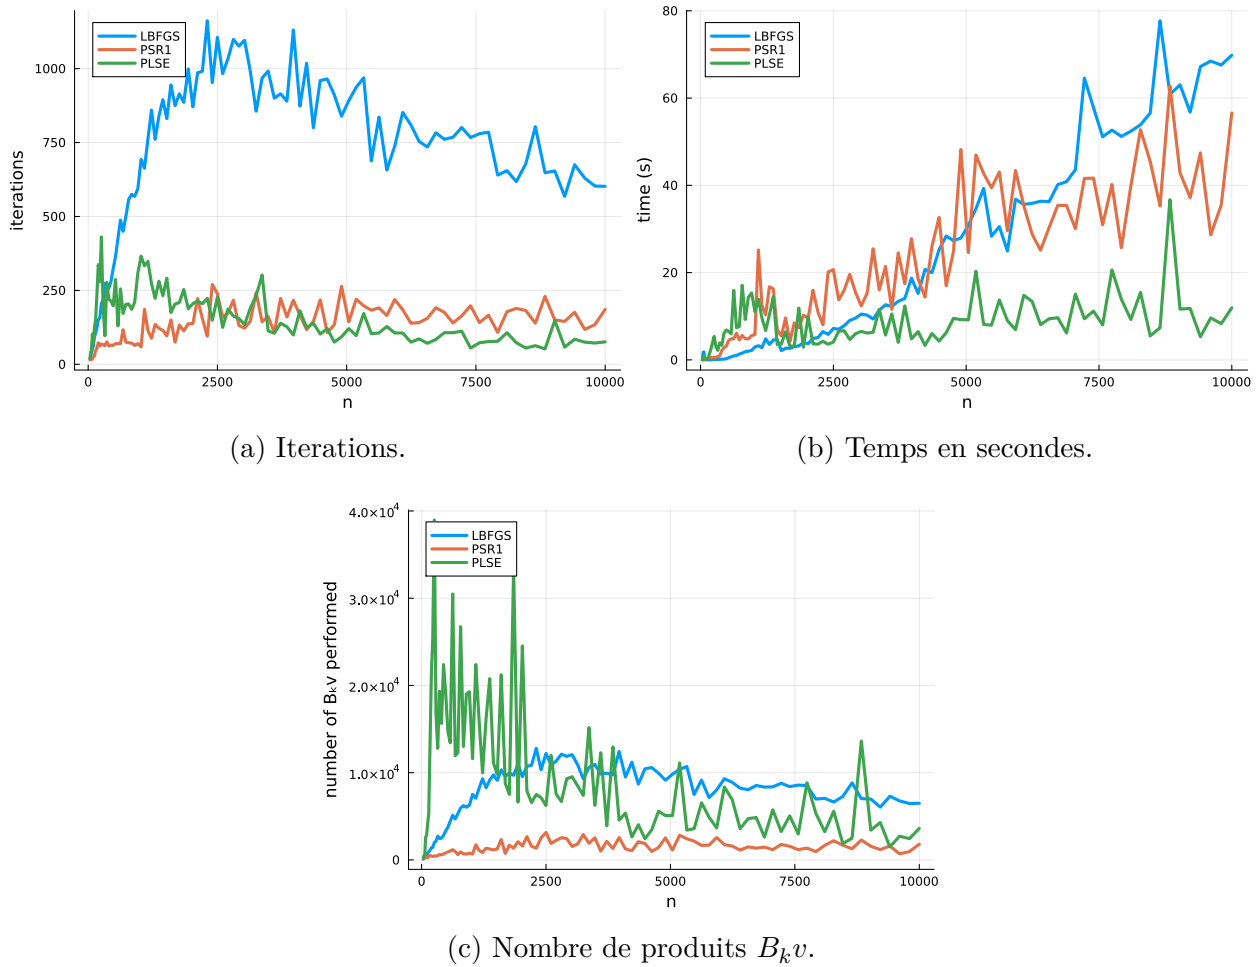 LBFGS
PSR1
PLSE
1000
750
500
250
0
iterations
0
2500
5000
7500
10000
n
(a) Iterations.
LBFGS
PSR1
PLSE
80
60
40
20
0
time (s)
0
2500
5000
7500
10000
n
(b) Temps en secondes.
LBFGS
PSR1
PLSE
4.0×10⁴
3.0×10⁴
2.0×10⁴
1.0×10⁴
0
number of Bₖv performed
0
2500
5000
7500
10000
n
(c) Nombre de produits Bₖv.